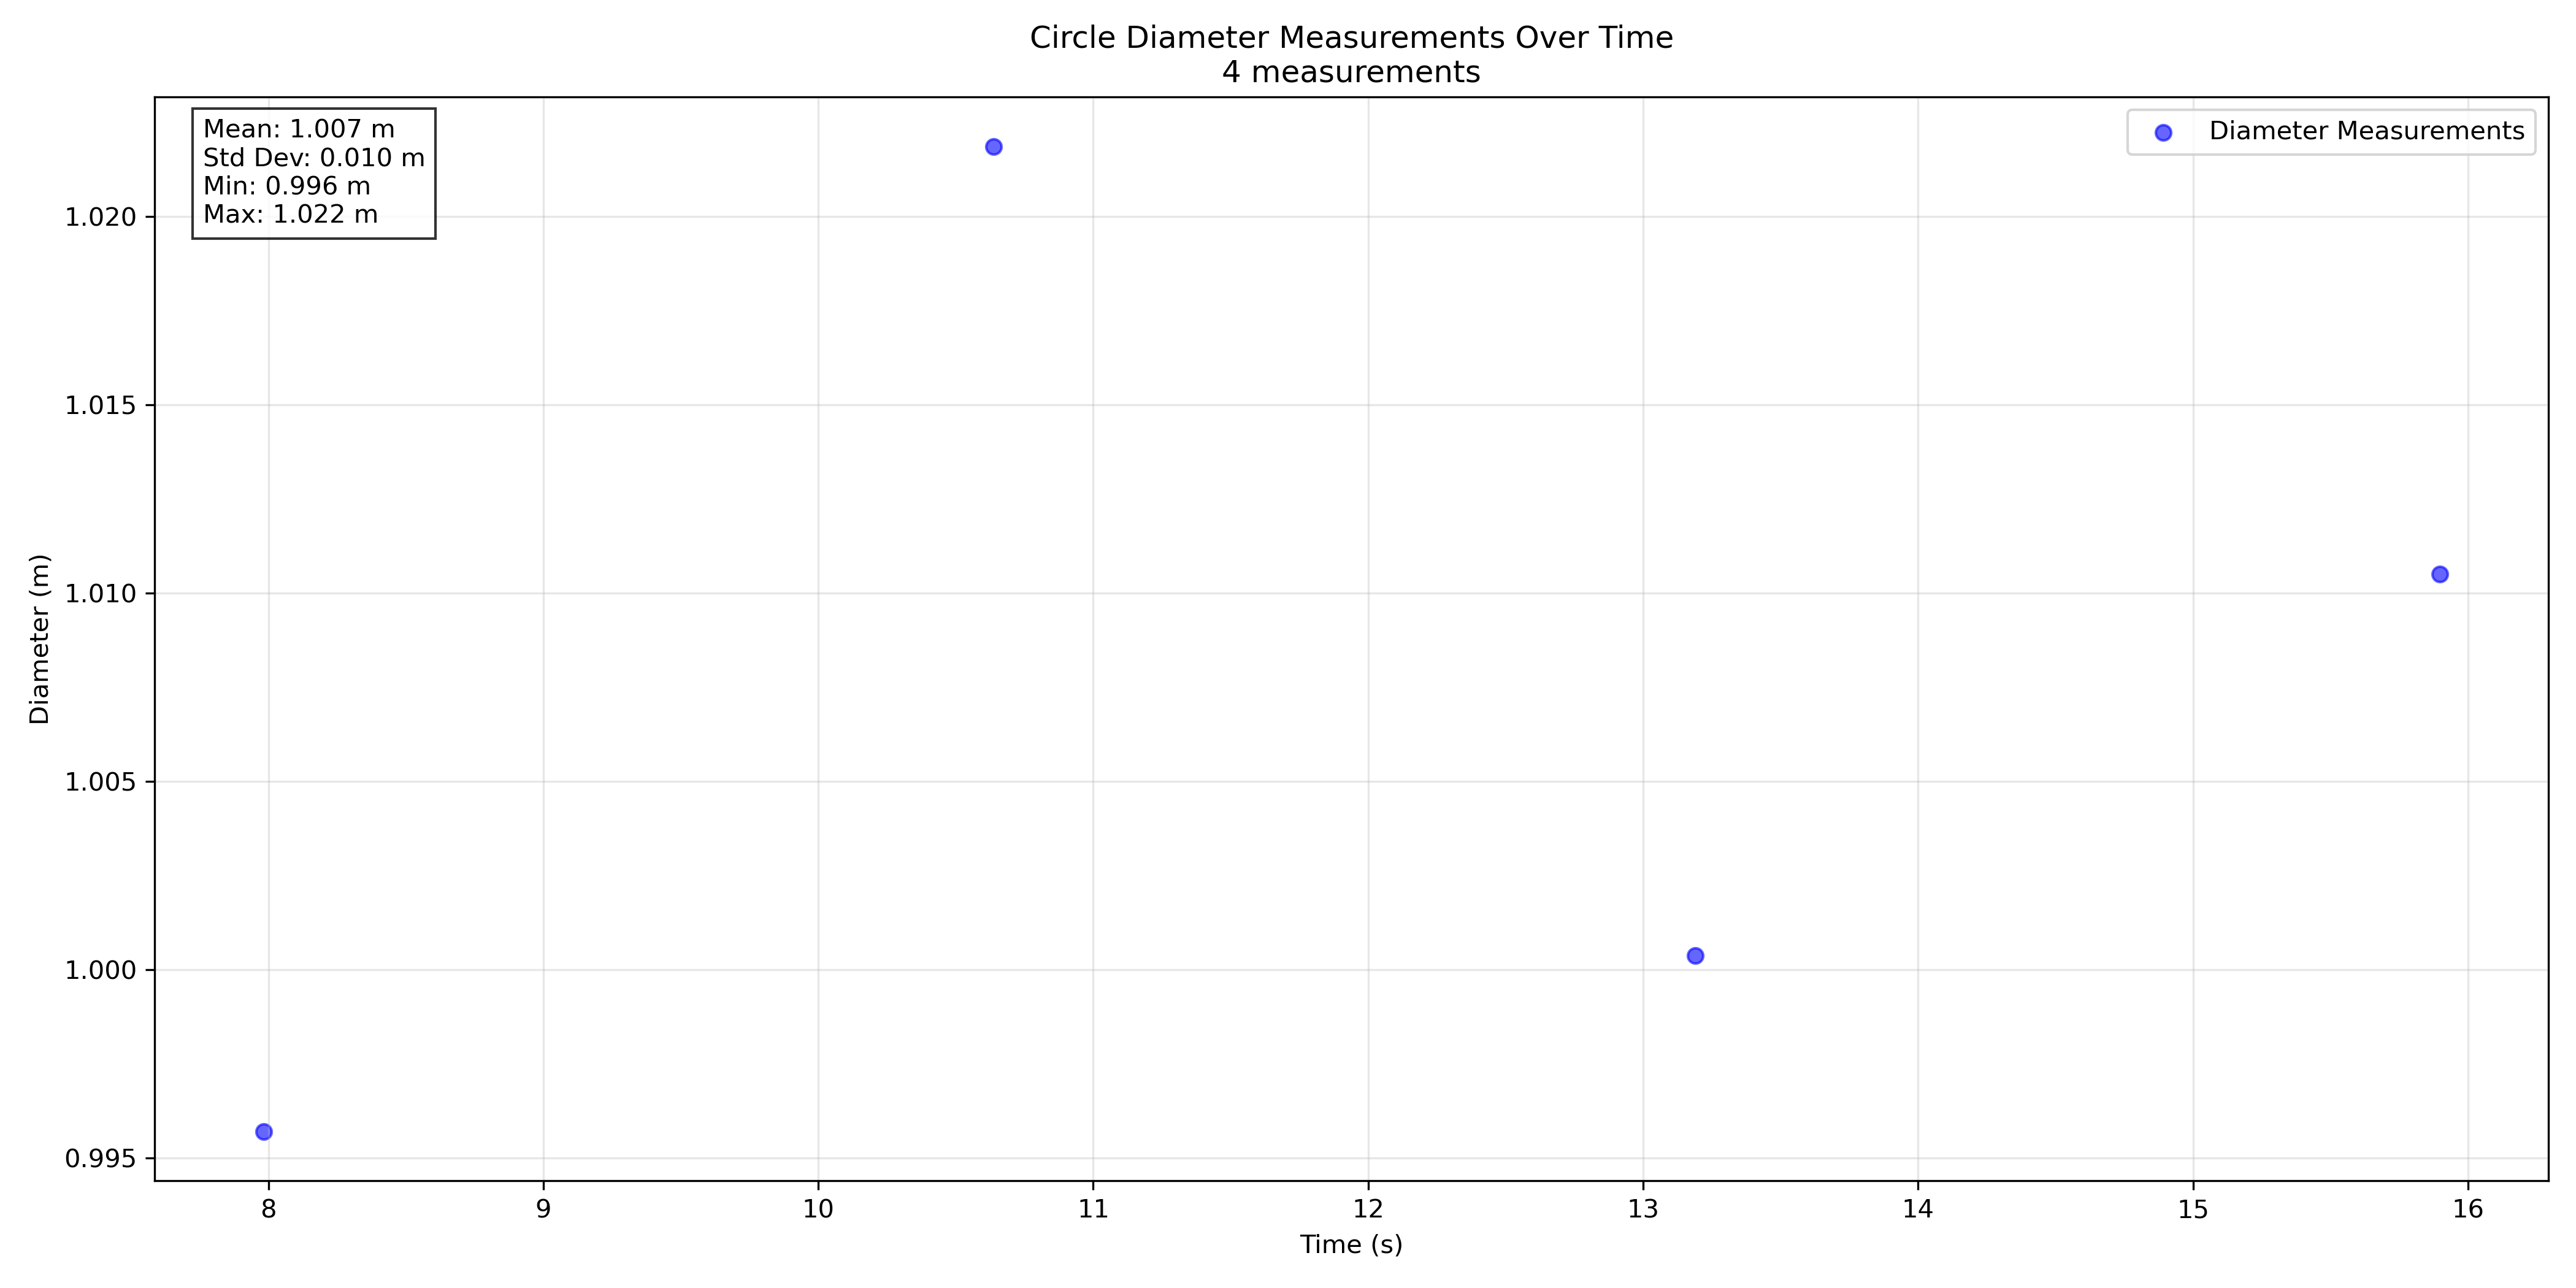 Circle Diameter Measurements Over Time
4 measurements
Mean: 1.007 m
Std Dev: 0.010 m
Min: 0.996 m
Max: 1.022 m
Diameter Measurements
Diameter (m)
1.020
1.015
1.010
1.005
1.000
0.995
8 9 10 11 12 13 14 15 16
Time (s)